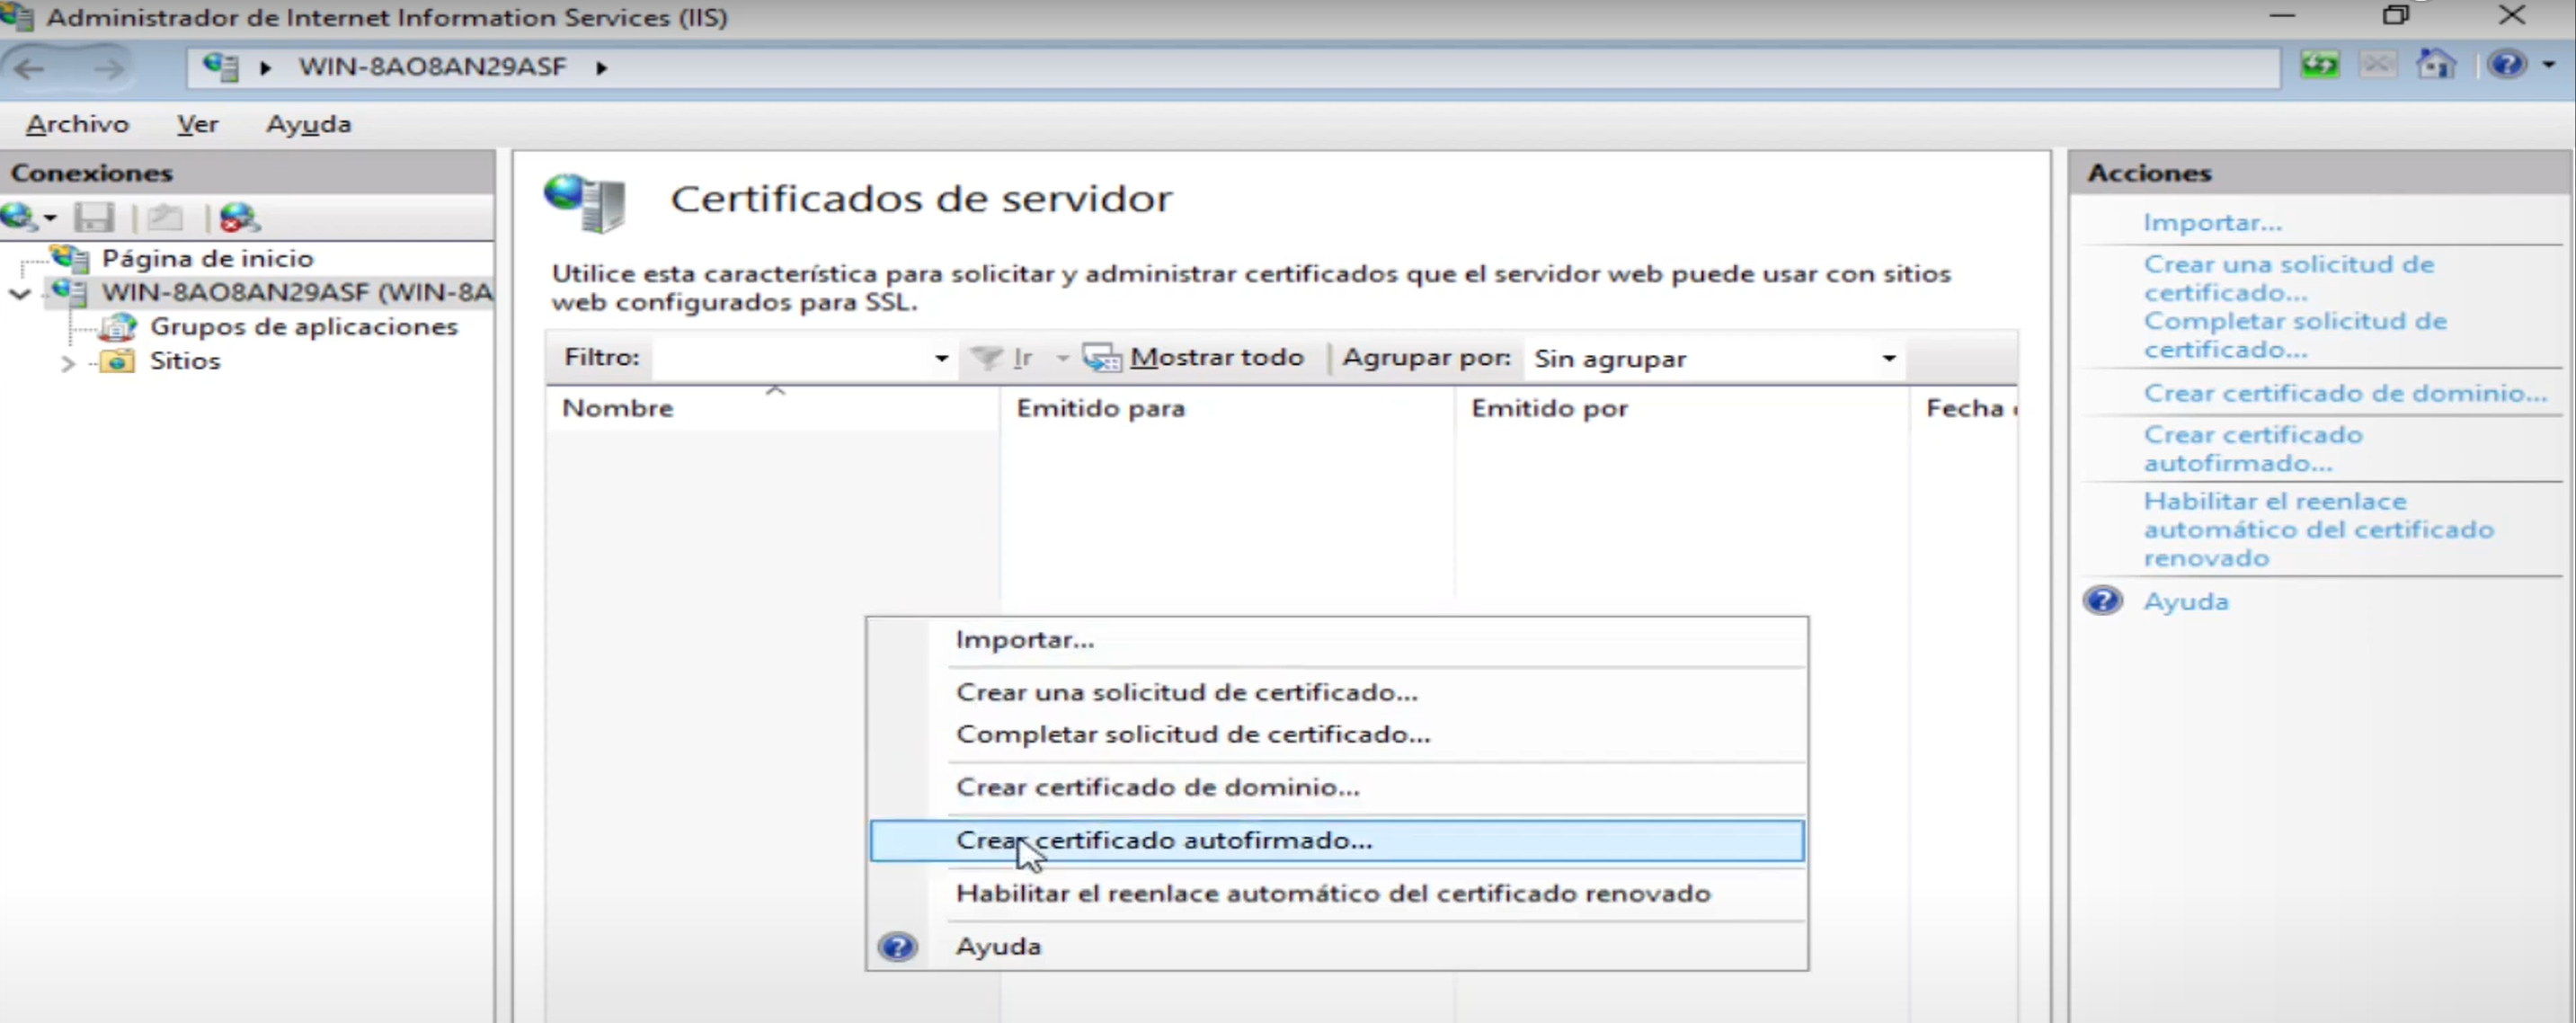 Administrador de Internet Information Services (IIS)
WIN-8AO8AN29ASF
Archivo Ver Ayuda
Conexiones
Página de inicio
WIN-8AO8AN29ASF (WIN-8A
Grupos de aplicaciones
Sitios
Certificados de servidor
Utilice esta característica para solicitar y administrar certificados que el servidor web puede usar con sitios
web configurados para SSL.
Filtro: Ir Mostrar todo Agrupar por: Sin agrupar
Nombre Emitido para Emitido por Fecha
Importar...
Crear una solicitud de certificado...
Completar solicitud de certificado...
Crear certificado de dominio...
Crear certificado autofirmado...
Habilitar el reenlace automático del certificado renovado
Ayuda
Acciones
Importar...
Crear una solicitud de
certificado...
Completar solicitud de
certificado...
Crear certificado de dominio...
Crear certificado
autofirmado...
Habilitar el reenlace
automático del certificado
renovado
Ayuda